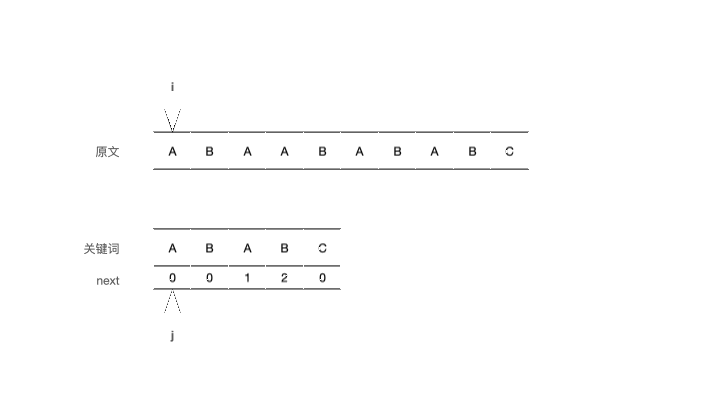 i
原文 A B A A B A B A B C
关键词 A B A B C
next 0 0 1 2 0
j